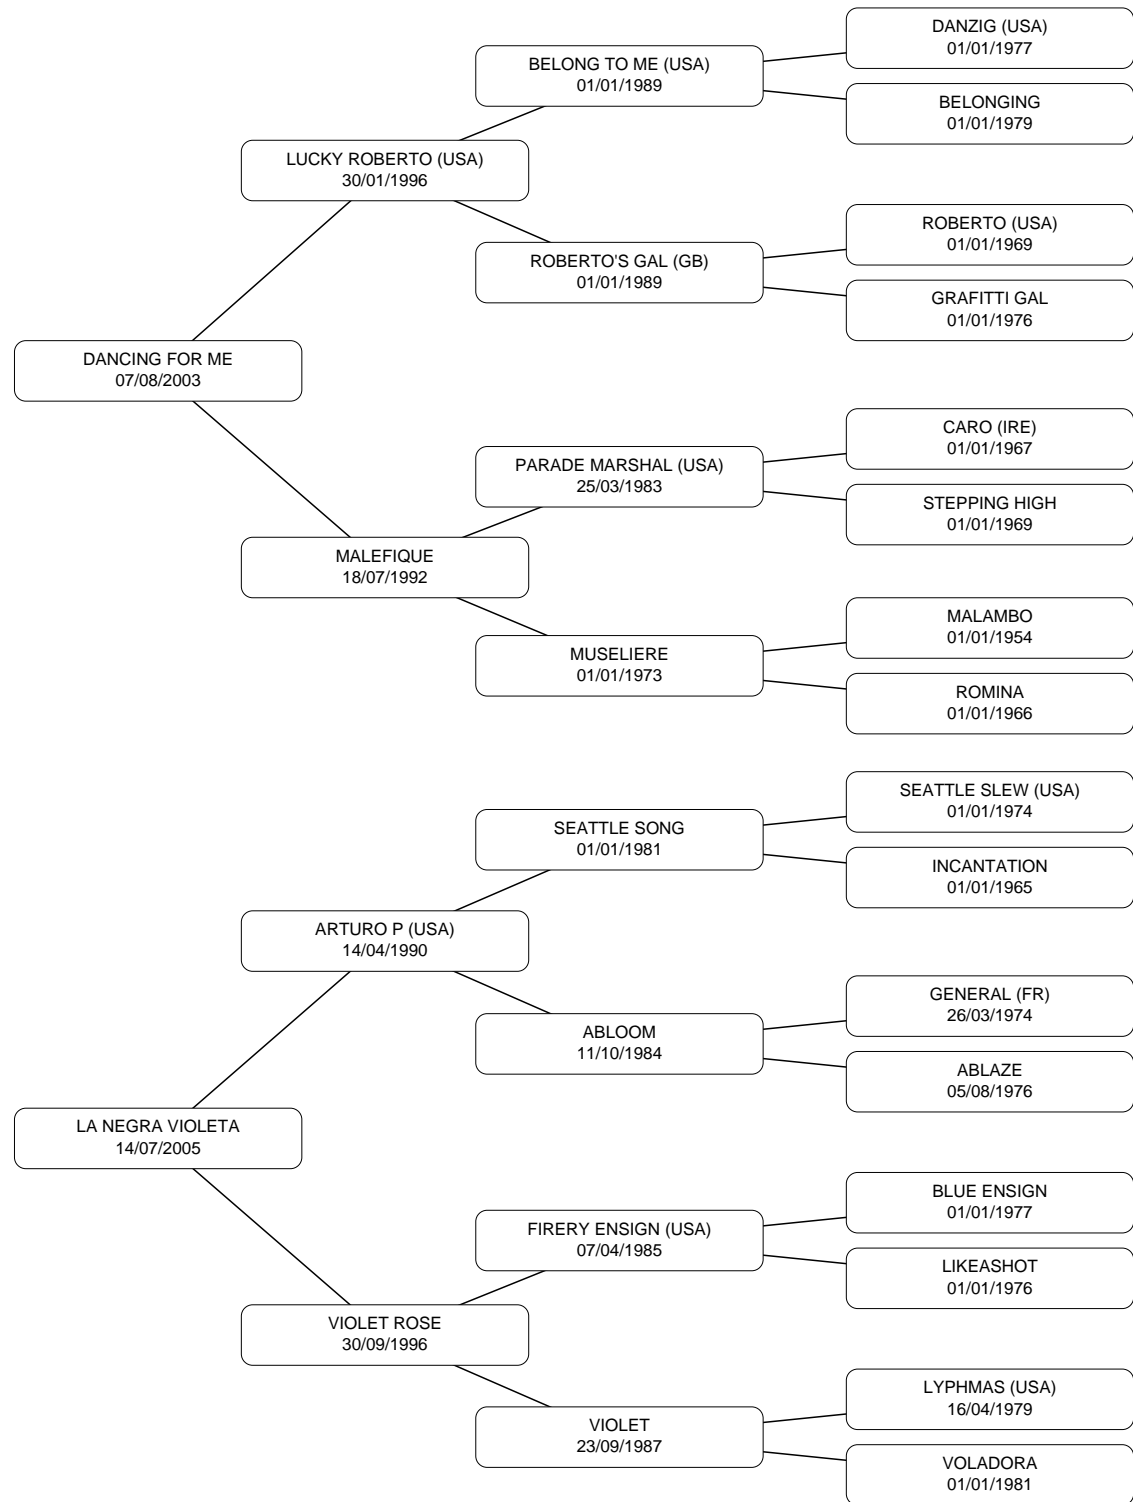 DANZIG (USA)
01/01/1977
BELONG TO ME (USA)
01/01/1989
BELONGING
01/01/1979
LUCKY ROBERTO (USA)
30/01/1996
ROBERTO (USA)
01/01/1969
ROBERTO'S GAL (GB)
01/01/1989
GRAFITTI GAL
01/01/1976
DANCING FOR ME
07/08/2003
CARO (IRE)
01/01/1967
PARADE MARSHAL (USA)
25/03/1983
STEPPING HIGH
01/01/1969
MALEFIQUE
18/07/1992
MALAMBO
01/01/1954
MUSELIERE
01/01/1973
ROMINA
01/01/1966
SEATTLE SLEW (USA)
01/01/1974
SEATTLE SONG
01/01/1981
INCANTATION
01/01/1965
ARTURO P (USA)
14/04/1990
GENERAL (FR)
26/03/1974
ABLOOM
11/10/1984
ABLAZE
05/08/1976
LA NEGRA VIOLETA
14/07/2005
BLUE ENSIGN
01/01/1977
FIRERY ENSIGN (USA)
07/04/1985
LIKEASHOT
01/01/1976
VIOLET ROSE
30/09/1996
LYPHMAS (USA)
16/04/1979
VIOLET
23/09/1987
VOLADORA
01/01/1981